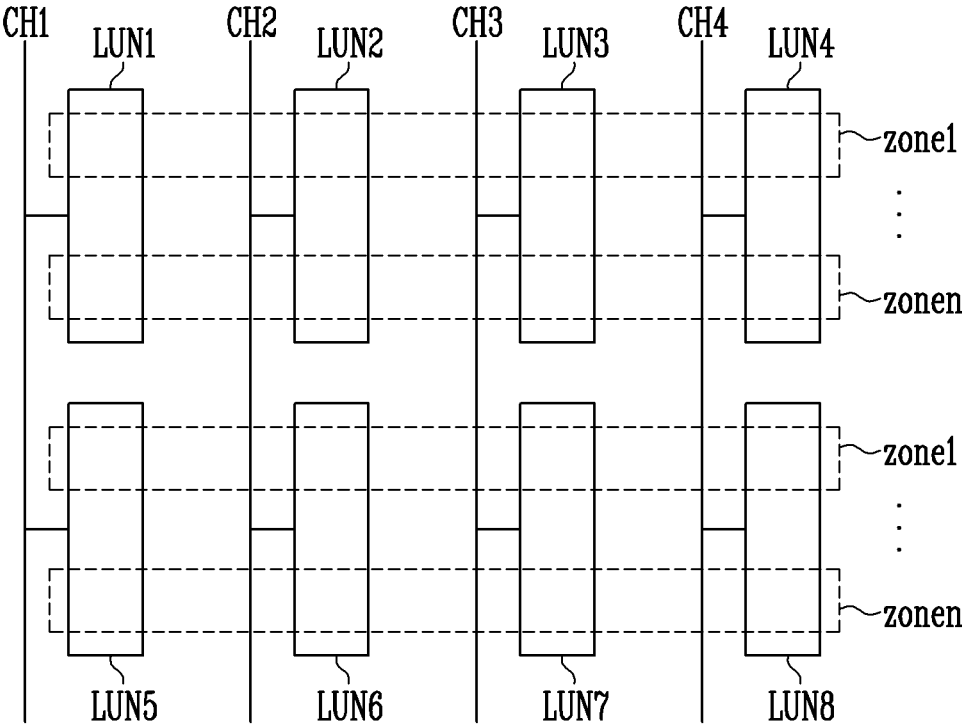 CH1 CH2 CH3 CH4
LUN1 LUN2 LUN3 LUN4
zone1
zonen
zone1
zonen
LUN5 LUN6 LUN7 LUN8